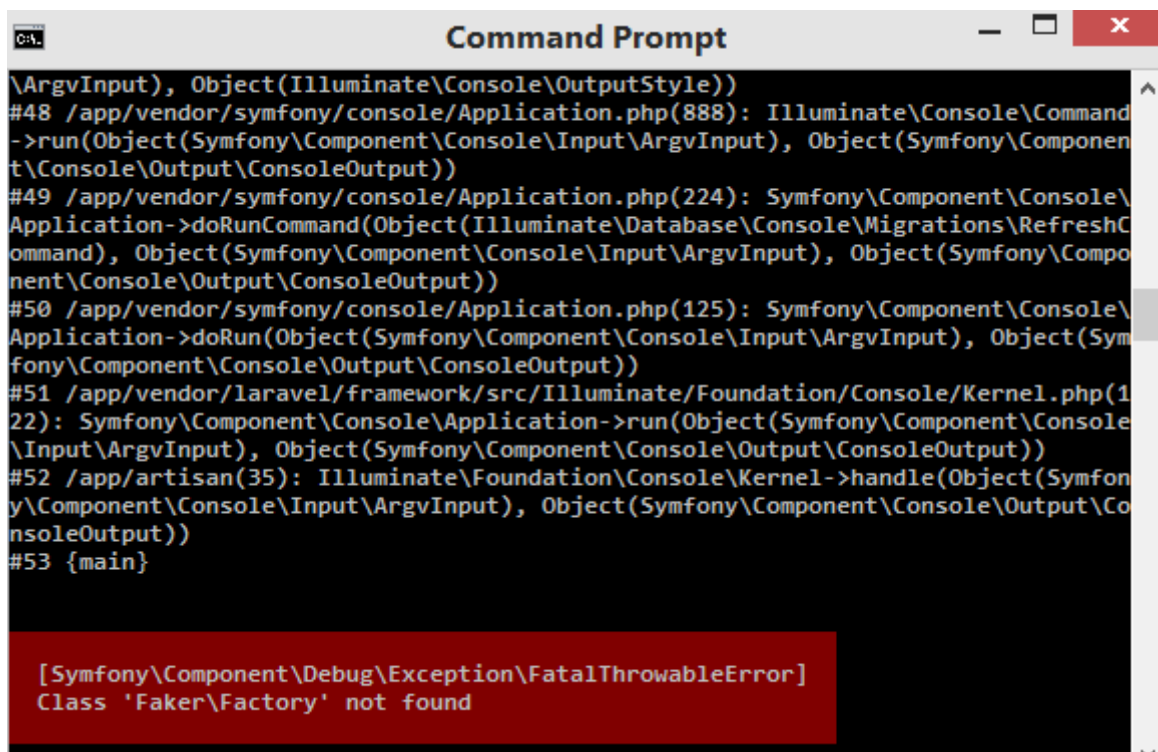 C:\.
Command Prompt
\ArgvInput), Object(Illuminate\Console\OutputStyle))
#48 /app/vendor/symfony/console/Application.php(888): Illuminate\Console\Command
->run(Object(Symfony\Component\Console\Input\ArgvInput), Object(Symfony\Componen
t\Console\Output\ConsoleOutput))
#49 /app/vendor/symfony/console/Application.php(224): Symfony\Component\Console\
Application->doRunCommand(Object(Illuminate\Database\Console\Migrations\RefreshC
ommand), Object(Symfony\Component\Console\Input\ArgvInput), Object(Symfony\Compo
nent\Console\Output\ConsoleOutput))
#50 /app/vendor/symfony/console/Application.php(125): Symfony\Component\Console\
Application->doRun(Object(Symfony\Component\Console\Input\ArgvInput), Object(Sym
fony\Component\Console\Output\ConsoleOutput))
#51 /app/vendor/laravel/framework/src/Illuminate/Foundation/Console/Kernel.php(1
22): Symfony\Component\Console\Application->run(Object(Symfony\Component\Console
\Input\ArgvInput), Object(Symfony\Component\Console\Output\ConsoleOutput))
#52 /app/artisan(35): Illuminate\Foundation\Console\Kernel->handle(Object(Symfon
y\Component\Console\Input\ArgvInput), Object(Symfony\Component\Console\Output\Co
nsoleOutput))
#53 {main}
[Symfony\Component\Debug\Exception\FatalThrowableError]
Class 'Faker\Factory' not found